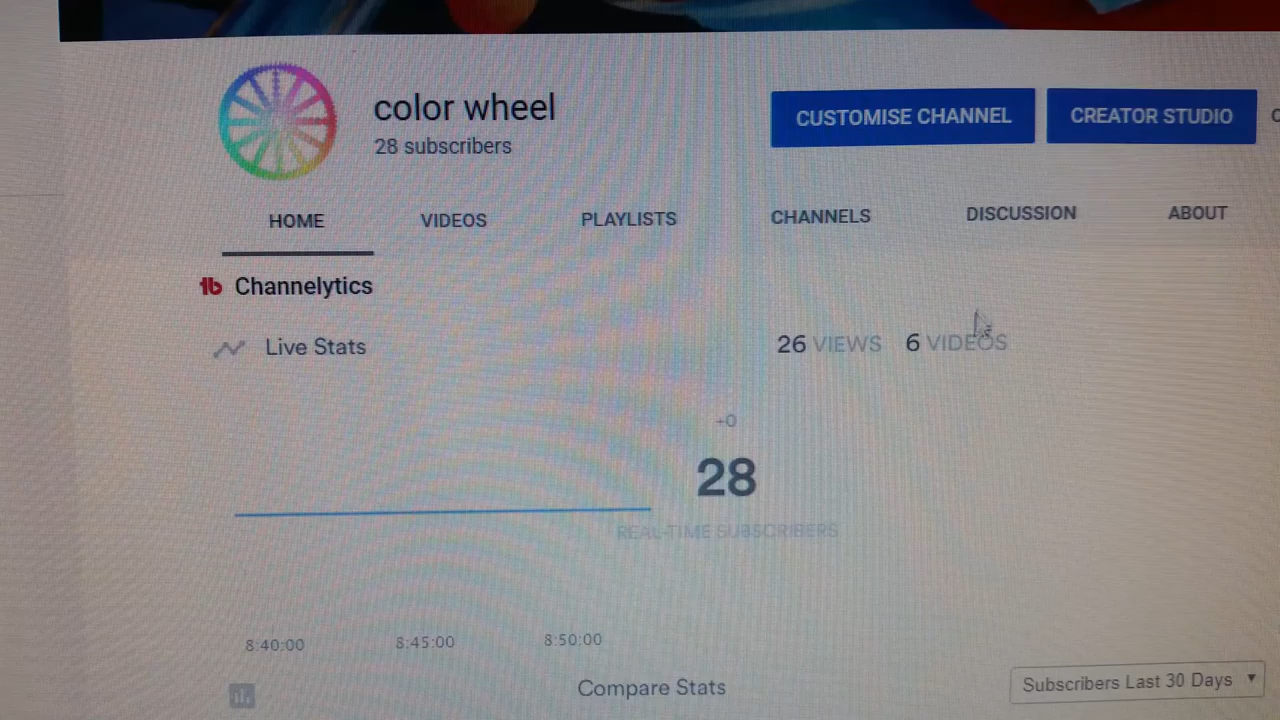 color wheel
28 subscribers
CUSTOMISE CHANNEL
CREATOR STUDIO
HOME
VIDEOS
PLAYLISTS
CHANNELS
DISCUSSION
ABOUT
tb Channelytics
Live Stats
26 VIEWS 6 VIDEOS
+0
28
REAL-TIME SUBSCRIBERS
8:40:00
8:45:00
8:50:00
Compare Stats
Subscribers Last 30 Days